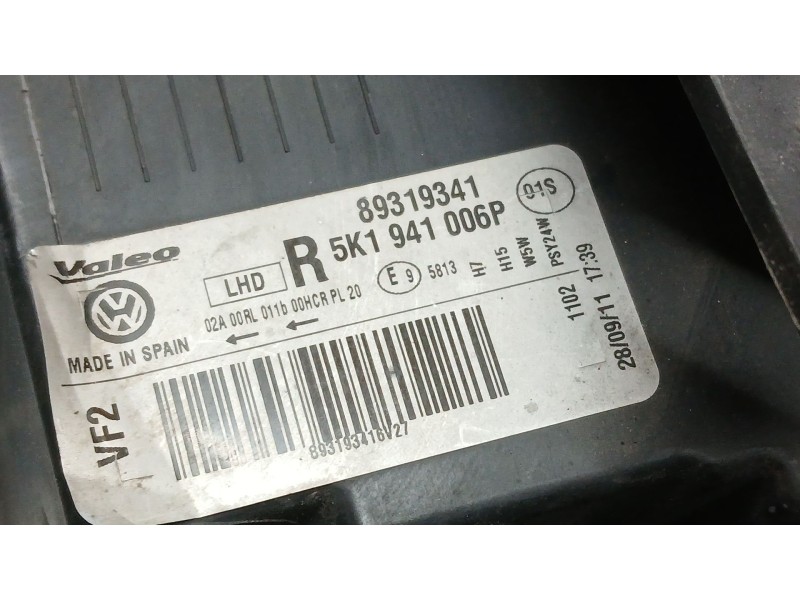 Valeo
89319341
01S
LHD R 5K1 941 006P
02A 00RL 011b 00HCR PL 20
E 9 5813
H7
H15
W5W
PSY24W
MADE IN SPAIN
1102
28/09/11 17:39
VF2
893193416V27